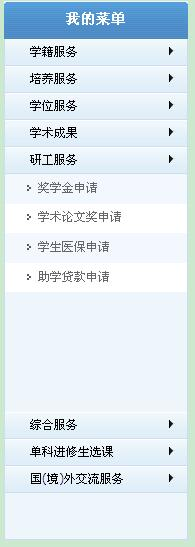 我的菜单
学籍服务
培养服务
学位服务
学术成果
研工服务
奖学金申请
学术论文奖申请
学生医保申请
助学贷款申请
综合服务
单科进修生选课
国(境)外交流服务